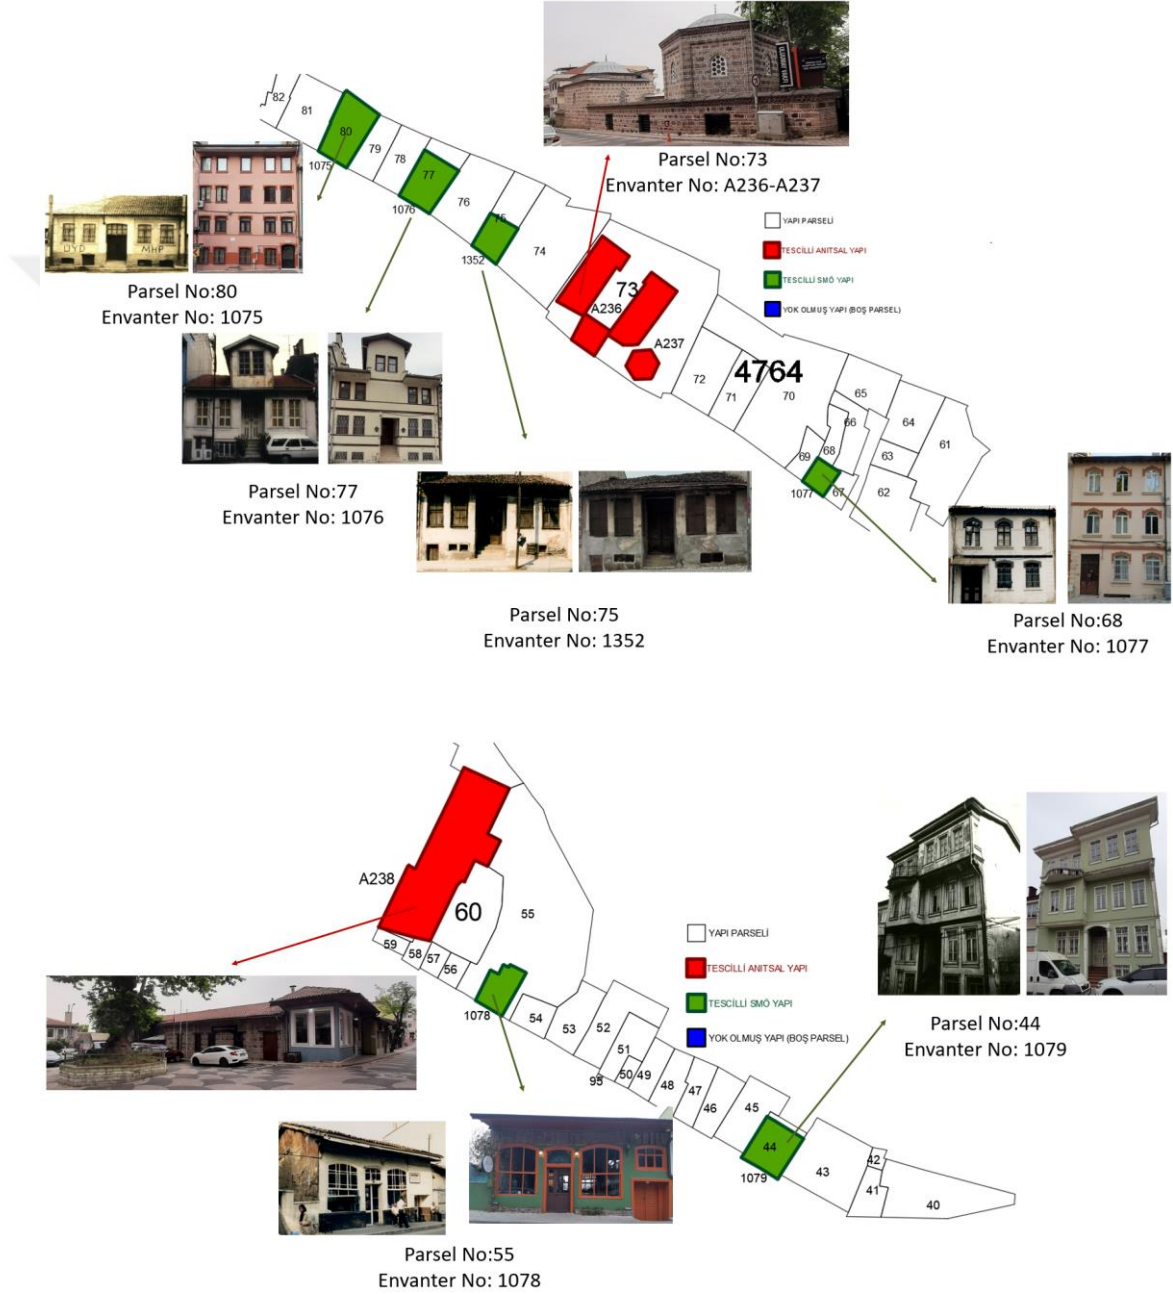 Parsel No:73
Envanter No: A236-A237
82
81
80
79
78
77
76
75
74
73
A236
A237
1075
1076
1352
YAPI PARSELİ
TESCİLLİ ANITSAL YAPI
TESCİLLİ SMÖ YAPI
YOK OLMUŞ YAPI (BOŞ PARSEL)
4764
72
71
70
65
64
61
66
63
69
68
62
1077
67
MHP
Parsel No:80
Envanter No: 1075
Parsel No:77
Envanter No: 1076
Parsel No:75
Envanter No: 1352
Parsel No:68
Envanter No: 1077
A238
60
55
59
58
57
56
1078
54
53
52
51
50
49
48
47
46
45
44
43
42
41
40
1079
YAPI PARSELİ
TESCİLLİ ANITSAL YAPI
TESCİLLİ SMÖ YAPI
YOK OLMUŞ YAPI (BOŞ PARSEL)
Parsel No:44
Envanter No: 1079
Parsel No:55
Envanter No: 1078